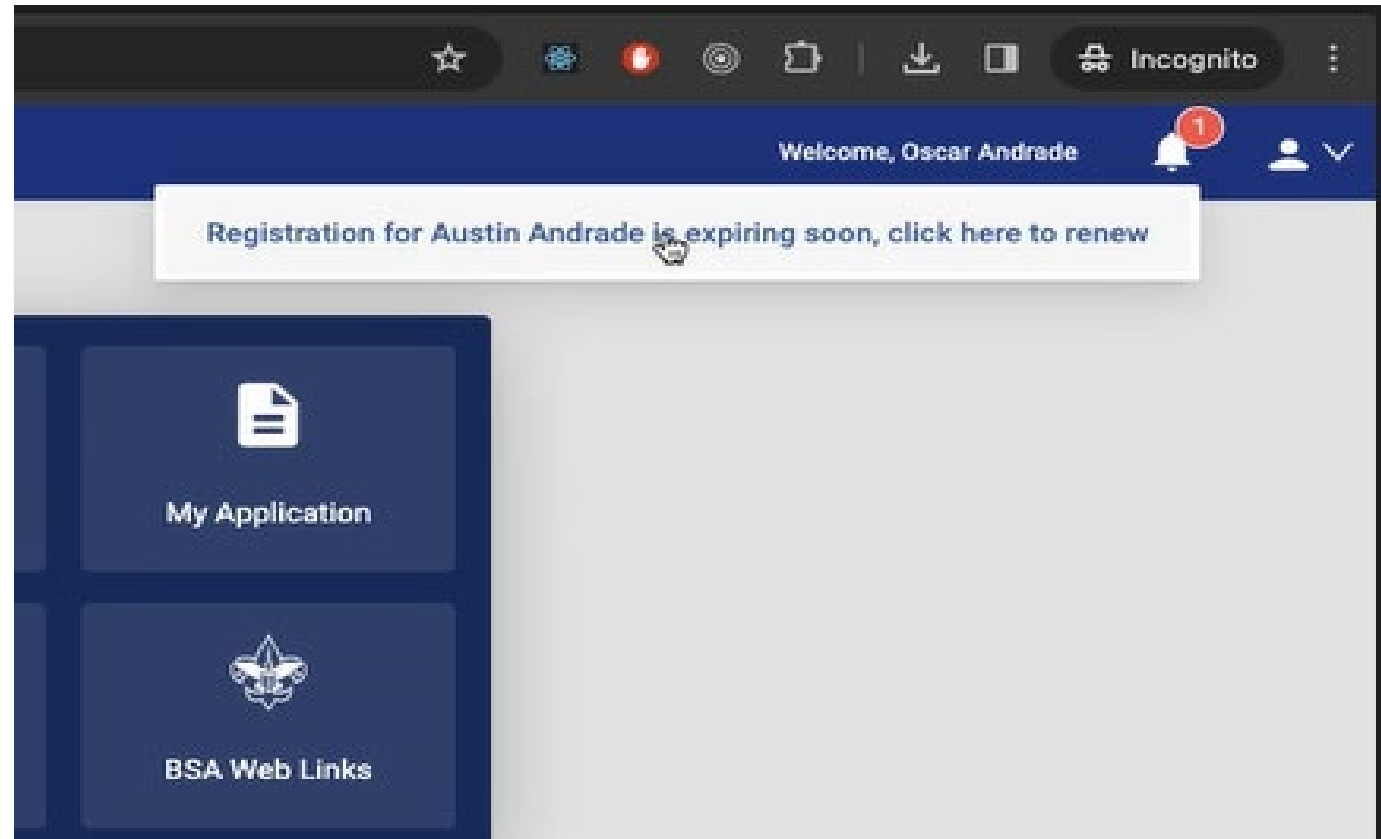 Incognito
Welcome, Oscar Andrade
1
Registration for Austin Andrade is expiring soon, click here to renew
My Application
BSA Web Links